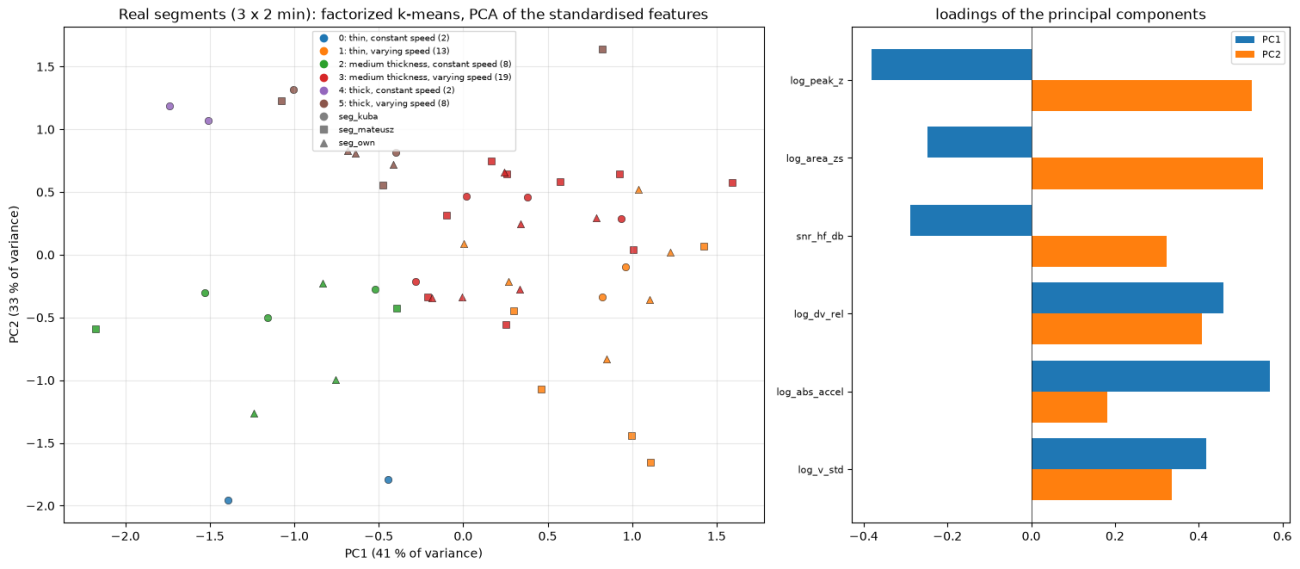 Real segments (3 x 2 min): factorized k-means, PCA of the standardised features
0: thin, constant speed (2)
1: thin, varying speed (13)
2: medium thickness, constant speed (8)
3: medium thickness, varying speed (19)
4: thick, constant speed (2)
5: thick, varying speed (8)
seg_kuba
seg_mateusz
seg_own
PC2 (33 % of variance)
1.5
1.0
0.5
0.0
−0.5
−1.0
−1.5
−2.0
−2.0
−1.5
−1.0
−0.5
0.0
0.5
1.0
1.5
PC1 (41 % of variance)
loadings of the principal components
PC1
PC2
log_peak_z
log_area_zs
snr_hf_db
log_dv_rel
log_abs_accel
log_v_std
−0.4
−0.2
0.0
0.2
0.4
0.6